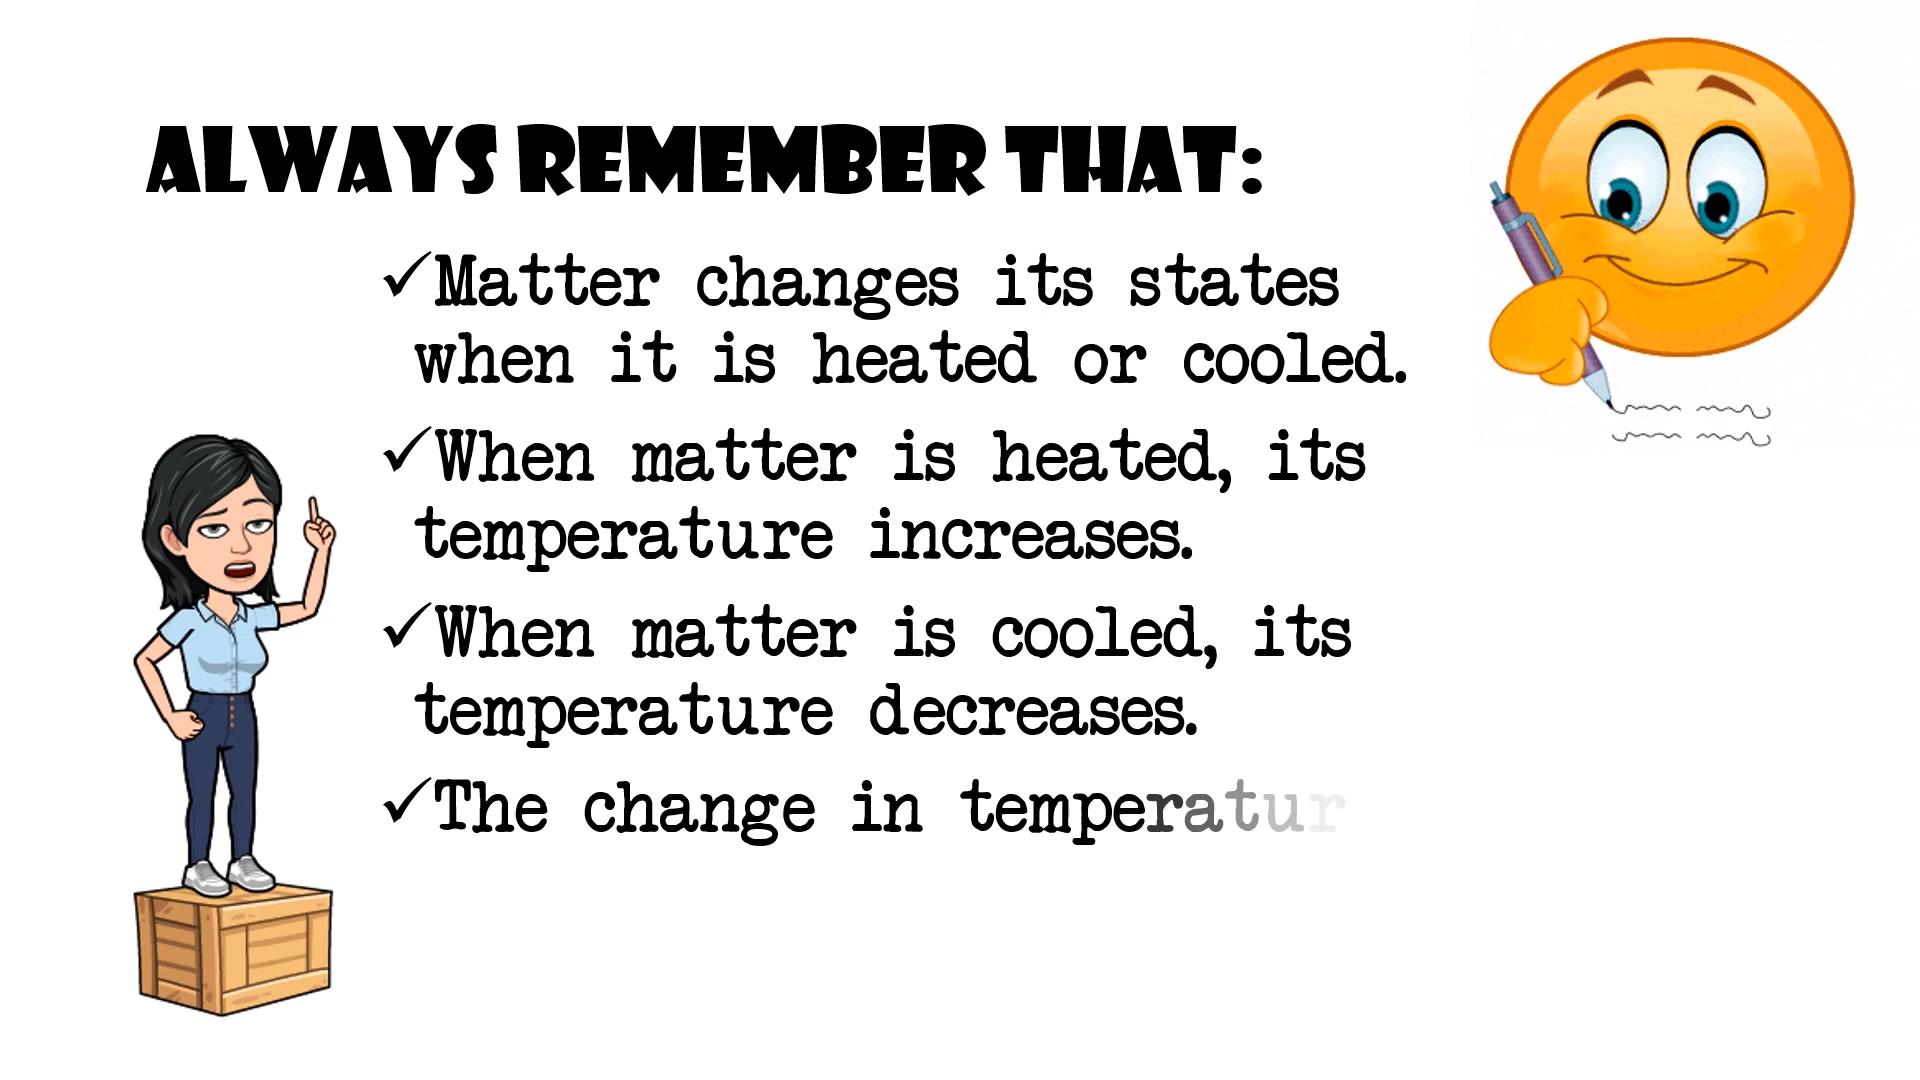 ALWAYS REMEMBER THAT:
✓Matter changes its states
when it is heated or cooled.
✓When matter is heated, its
temperature increases.
✓When matter is cooled, its
temperature decreases.
✓The change in temperatur